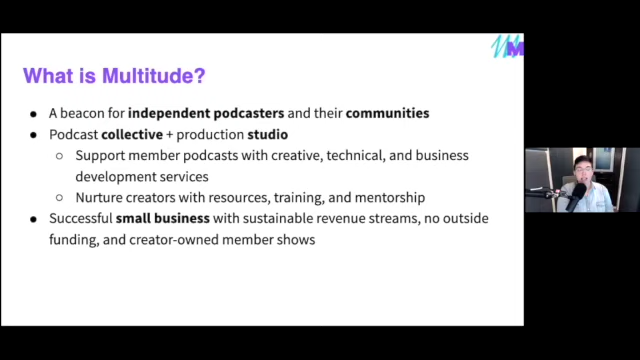 M
What is Multitude?
● A beacon for independent podcasters and their communities
● Podcast collective + production studio
○ Support member podcasts with creative, technical, and business
development services
○ Nurture creators with resources, training, and mentorship
● Successful small business with sustainable revenue streams, no outside
funding, and creator-owned member shows